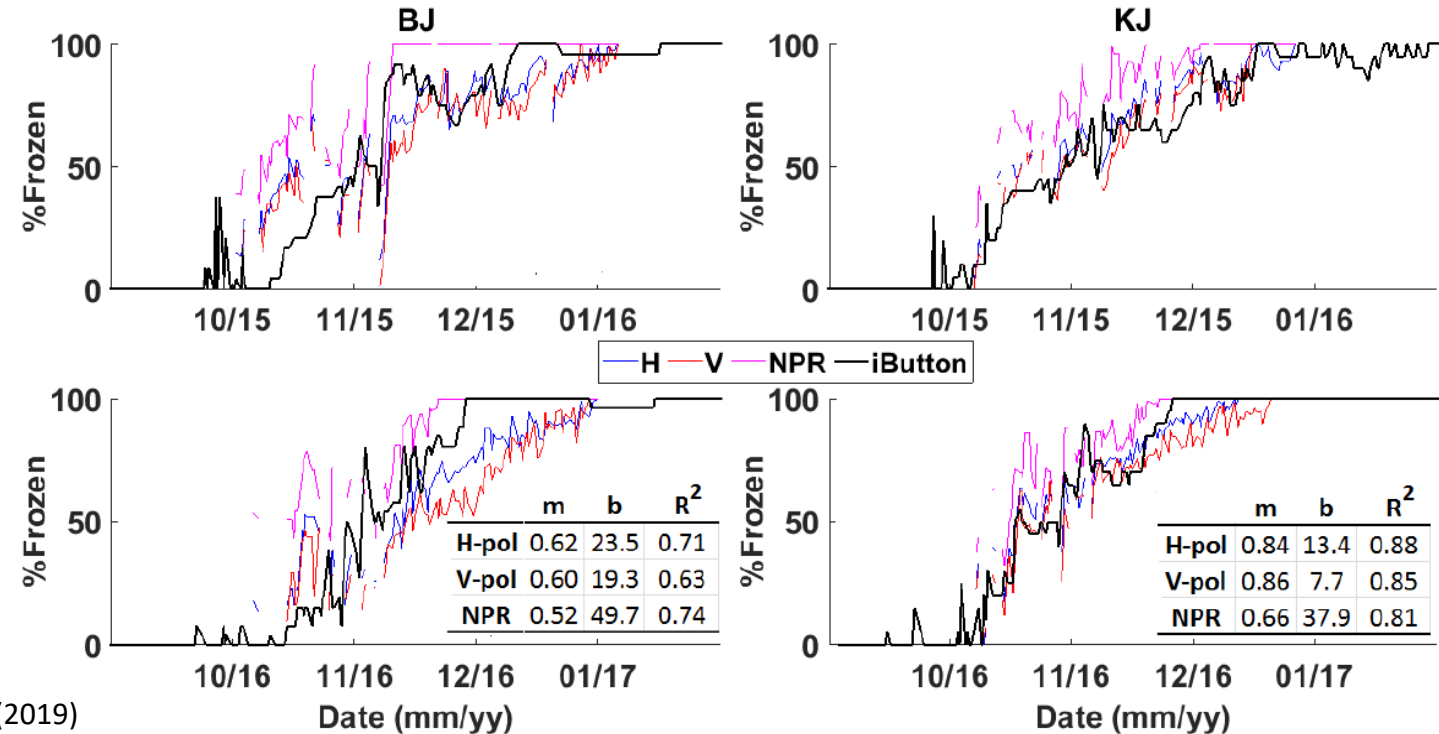 BJ
KJ
100
50
0
%Frozen
10/15 11/15 12/15 01/16
100
50
0
%Frozen
10/15 11/15 12/15 01/16
H V NPR iButton
100
50
0
%Frozen
m b R²
H-pol 0.62 23.5 0.71
V-pol 0.60 19.3 0.63
NPR 0.52 49.7 0.74
10/16 11/16 12/16 01/17
Date (mm/yy)
100
50
0
%Frozen
m b R²
H-pol 0.84 13.4 0.88
V-pol 0.86 7.7 0.85
NPR 0.66 37.9 0.81
10/16 11/16 12/16 01/17
Date (mm/yy)
(2019)